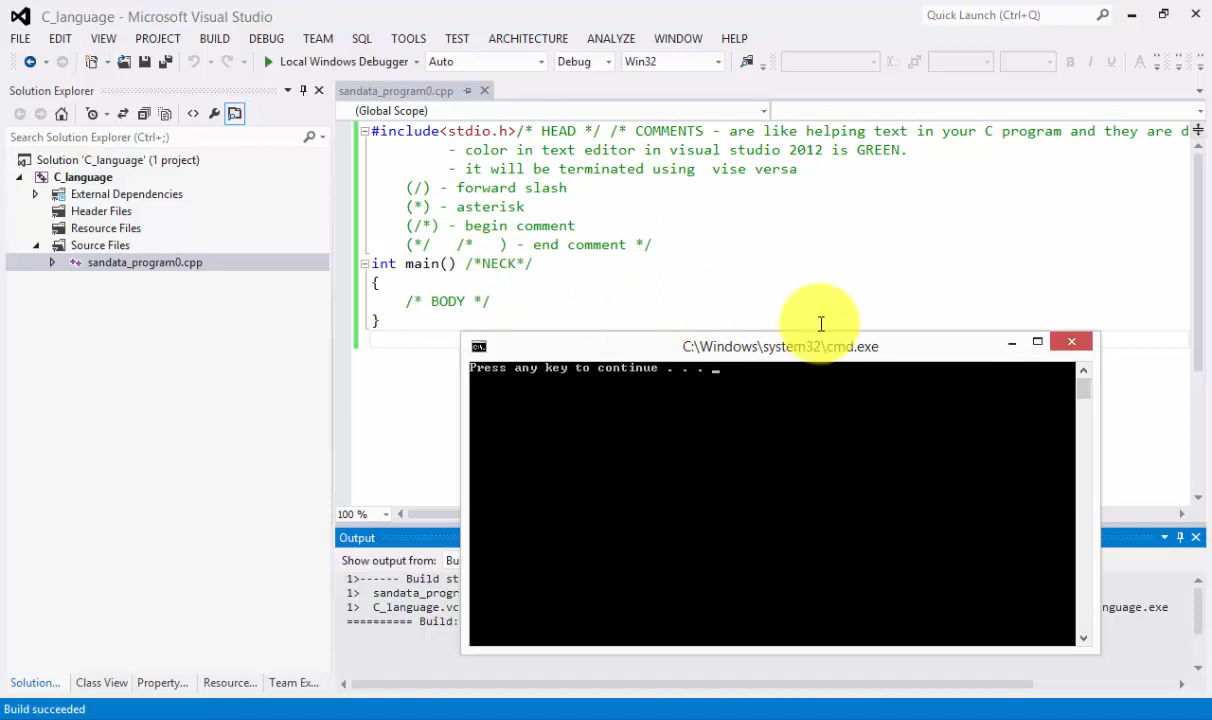 C_language - Microsoft Visual Studio
Quick Launch (Ctrl+Q)
FILE EDIT VIEW PROJECT BUILD DEBUG TEAM SQL TOOLS TEST ARCHITECTURE ANALYZE WINDOW HELP
Local Windows Debugger Auto Debug Win32 B I U A
Solution Explorer
Search Solution Explorer (Ctrl+;)
Solution 'C_language' (1 project)
C_language
External Dependencies
Header Files
Resource Files
Source Files
sandata_program0.cpp
sandata_program0.cpp
(Global Scope)
#include<stdio.h>/* HEAD */ /* COMMENTS - are like helping text in your C program and they are d
- color in text editor in visual studio 2012 is GREEN.
- it will be terminated using  vise versa
(/) - forward slash
(*) - asterisk
(/*) - begin comment
(*/  /*   ) - end comment */
int main() /*NECK*/
{
/* BODY */
}
C:\Windows\system32\cmd.exe
Press any key to continue . . . _
100 %
Output
Show output from: Bu
1>------ Build st
1>  sandata_progr
1>  C_language.vc
nguage.exe
========== Build:
Solution... Class View Property... Resource... Team Ex...
Build succeeded